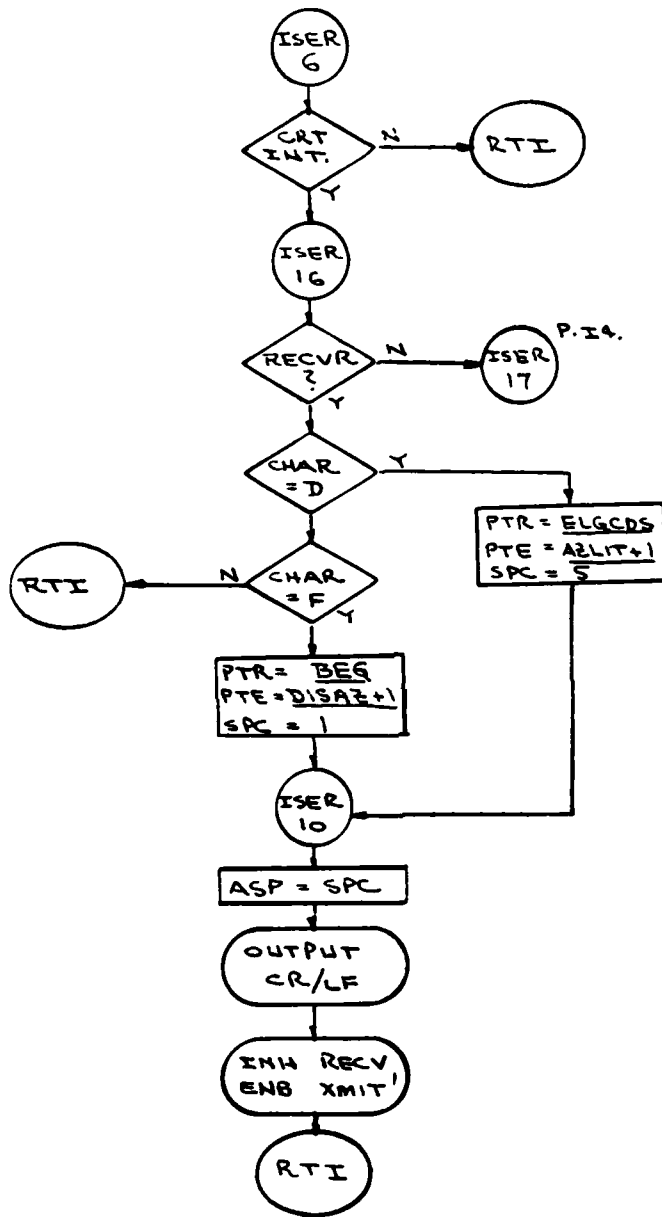 ISER
6
CRT
INT.
N
RTI
Y
ISER
16
RECVR
?
N
P. I4.
ISER
17
Y
CHAR
= D
Y
PTR = ELGCDS
PTE = AZLIT+1
SPC = 5
CHAR
= F
N
RTI
Y
PTR = BEG
PTE = DISAZ+1
SPC = 1
ISER
10
ASP = SPC
OUTPUT
CR/LF
INH RECV
ENB XMIT'
RTI